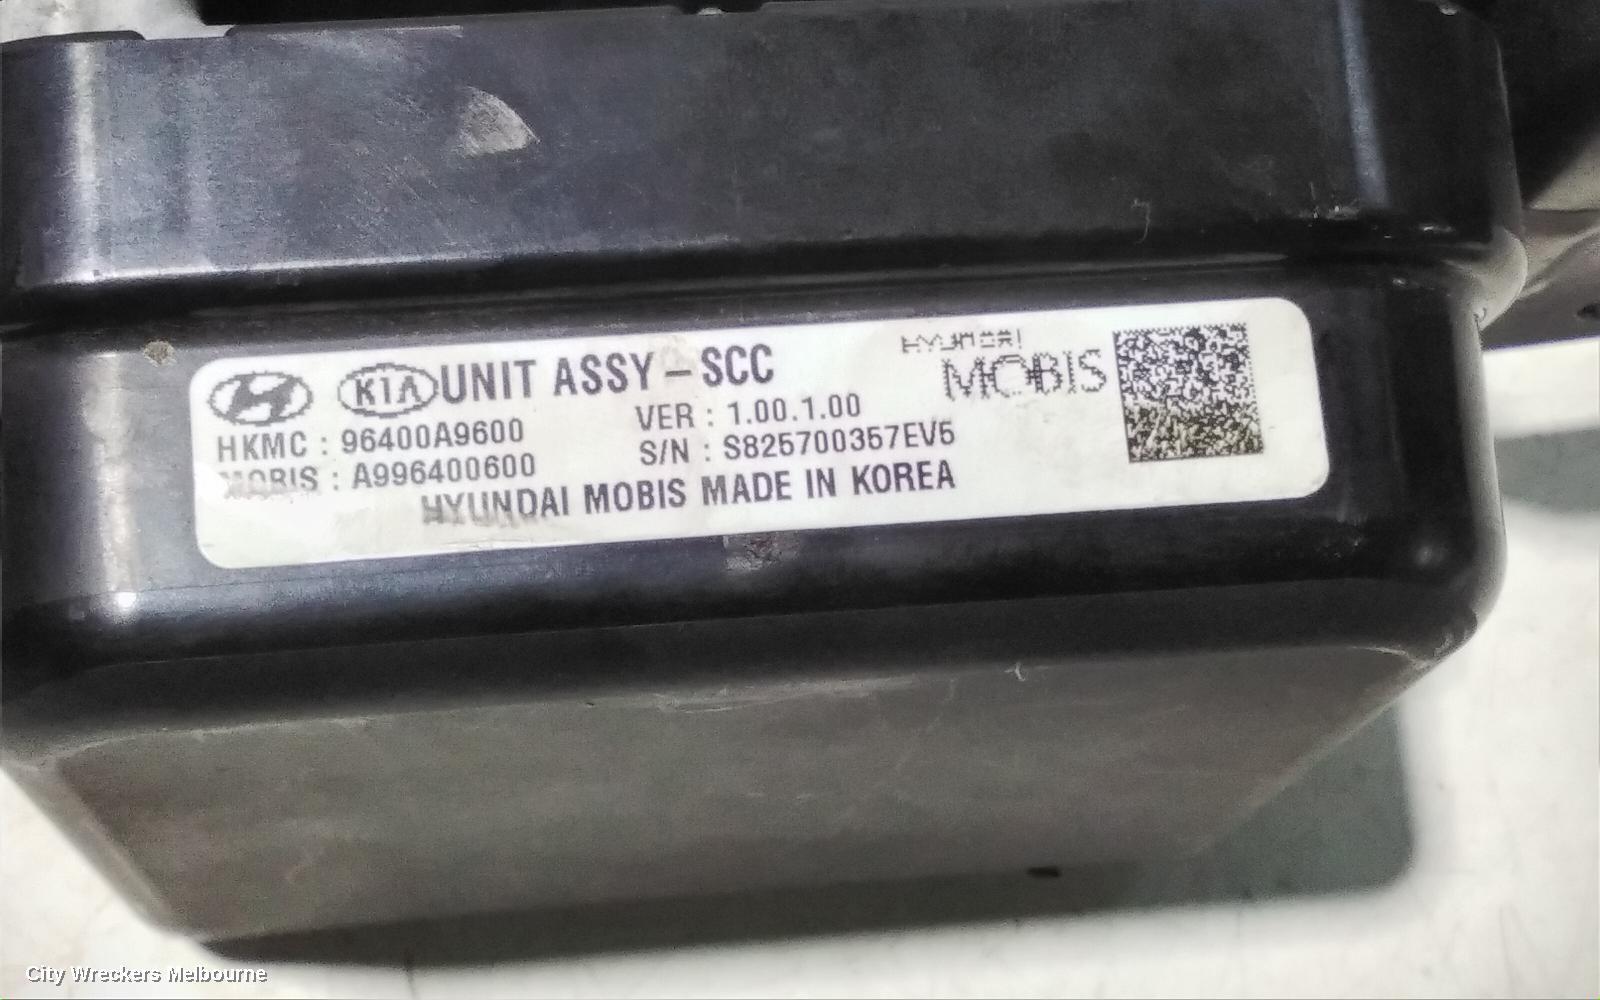 KIA UNIT ASSY - SCC
HYUNDAI
MOBIS
HKMC : 96400A9600
VER : 1.00.1.00
MOBIS : A996400600
S/N : S825700357EV5
HYUNDAI MOBIS MADE IN KOREA
City Wreckers Melbourne